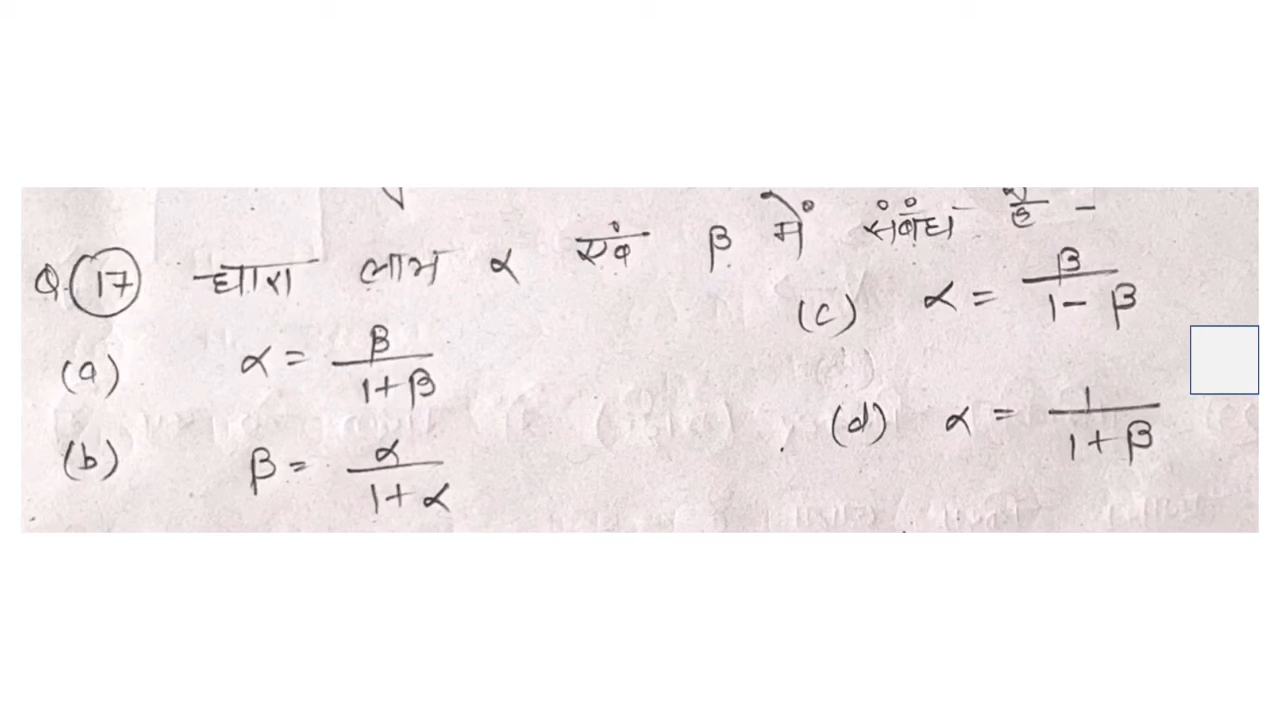 Q. 17 धारा लाभ α एवं β में संबंध है -
(a) α = β / 1 + β
(b) β = α / 1 + α
(c) α = β / 1 - β
(d) α = 1 / 1 + β